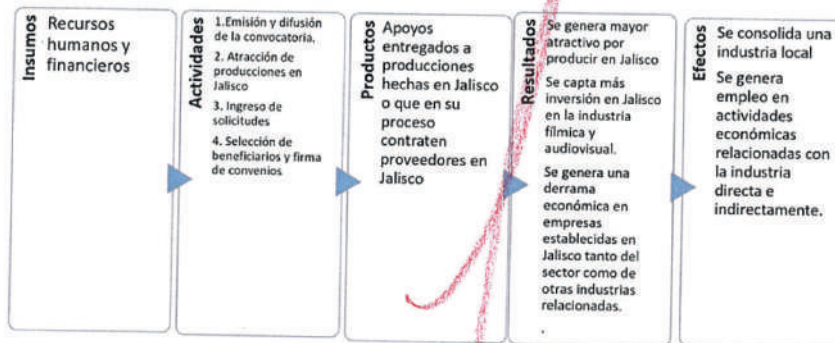 Insumos
Recursos
humanos y
financieros
Actividades
1.Emisión y difusión
de la convocatoria.
2. Atracción de
producciones en
Jalisco
3. Ingreso de
solicitudes
4. Selección de
beneficiarios y firma
de convenios
Productos
Apoyos
entregados a
producciones
hechas en Jalisco
o que en su
proceso
contraten
proveedores en
Jalisco
Resultados
Se genera mayor
atractivo por
producir en Jalisco
Se capta más
inversión en Jalisco
en la industria
fílmica y
audiovisual.
Se genera una
derrama
económica en
empresas
establecidas en
Jalisco tanto del
sector como de
otras industrias
relacionadas.
Efectos
Se consolida una
industria local
Se genera
empleo en
actividades
económicas
relacionadas con
la industria
directa e
indirectamente.